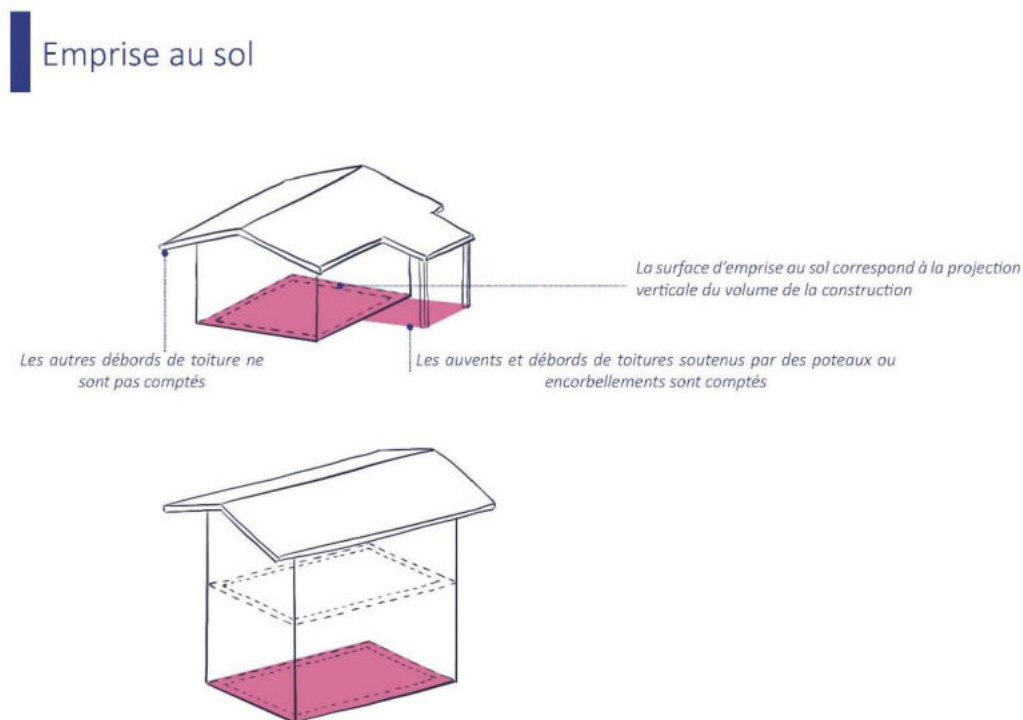 Emprise au sol
La surface d'emprise au sol correspond à la projection
verticale du volume de la construction
Les autres débords de toiture ne
sont pas comptés
Les auvents et débords de toitures soutenus par des poteaux ou
encorbellements sont comptés